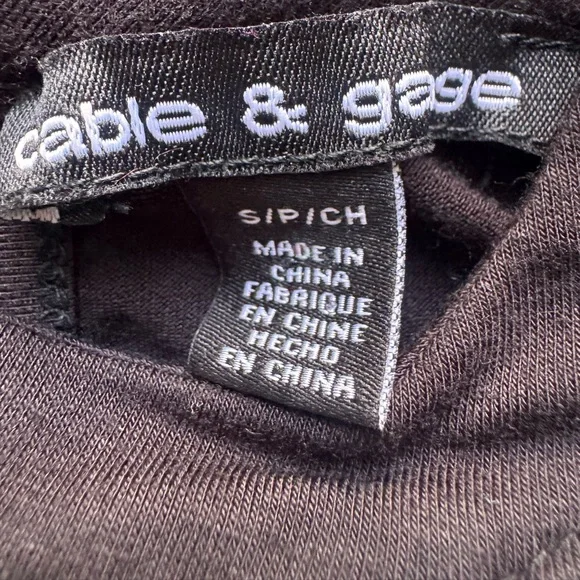 cable & gage
S/P/CH
MADE IN
CHINA
FABRIQUE
EN CHINE
HECHO
EN CHINA